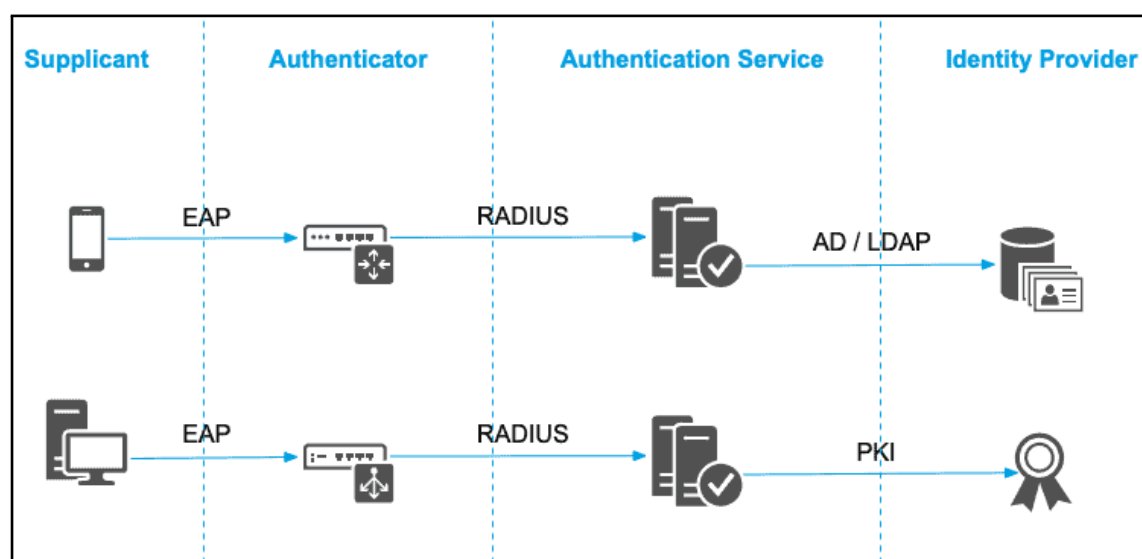 Supplicant
Authenticator
Authentication Service
Identity Provider
EAP
RADIUS
AD / LDAP
EAP
RADIUS
PKI